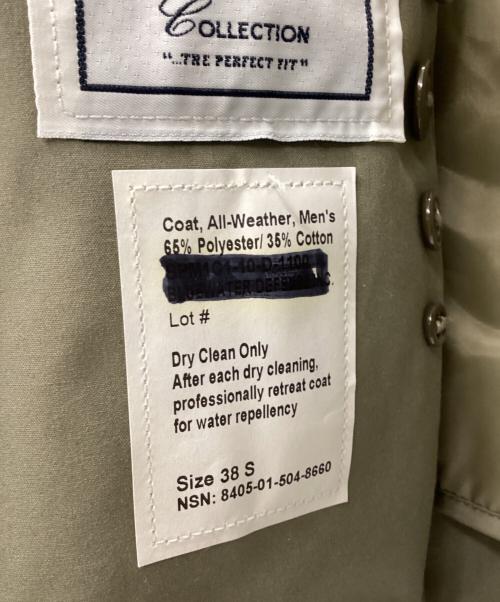 Collection
"...THE PERFECT FIT"
Coat, All-Weather, Men's
65% Polyester/ 35% Cotton
Lot #
Dry Clean Only
After each dry cleaning,
professionally retreat coat
for water repellency
Size 38 S
NSN: 8405-01-504-8660